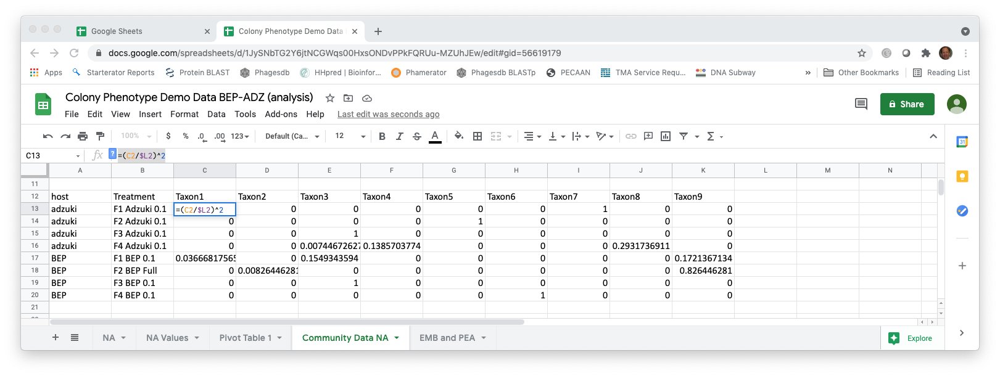 Google Sheets
Colony Phenotype Demo Data
docs.google.com/spreadsheets/d/1JySNbTG2Y6jtNCGWqs00HxsONDvPPkFQRUu-MZUhJEw/edit#gid=56619179
Apps Starterator Reports Protein BLAST Phagesdb HHpred | Bioinfor... Phamerator Phagesdb BLASTp PECAAN TMA Service Requ... DNA Subway » Other Bookmarks Reading List
Colony Phenotype Demo Data BEP-ADZ (analysis)
Share
File Edit View Insert Format Data Tools Add-ons Help Last edit was seconds ago
100% $ % .0 .00 123 Default (Ca... 12 B I S A Σ
31
C13 fx ? =(C2/$L2)^2
A B C D E F G H I J K L M N
11
12 host Treatment Taxon1 Taxon2 Taxon3 Taxon4 Taxon5 Taxon6 Taxon7 Taxon8 Taxon9
13 adzuki F1 Adzuki 0.1 =(C2/$L2)^2 0 0 0 0 0 1 0 0
14 adzuki F2 Adzuki 0.1 0 0 0 0 1 0 0 0 0
15 adzuki F3 Adzuki 0.1 0 0 1 0 0 0 0 0 0
16 adzuki F4 Adzuki 0.1 0 0 0.00744672627 0.1385703774 0 0 0 0.2931736911 0
17 BEP F1 BEP 0.1 0.03666817565 0 0.1549343594 0 0 0 0 0 0.1721367134
18 BEP F2 BEP Full 0 0.00826446281 0 0 0 0 0 0 0.826446281
19 BEP F3 BEP 0.1 0 0 1 0 0 0 0 0 0
20 BEP F4 BEP 0.1 0 0 0 0 0 1 0 0 0
21
NA NA Values Pivot Table 1 Community Data NA EMB and PEA Explore